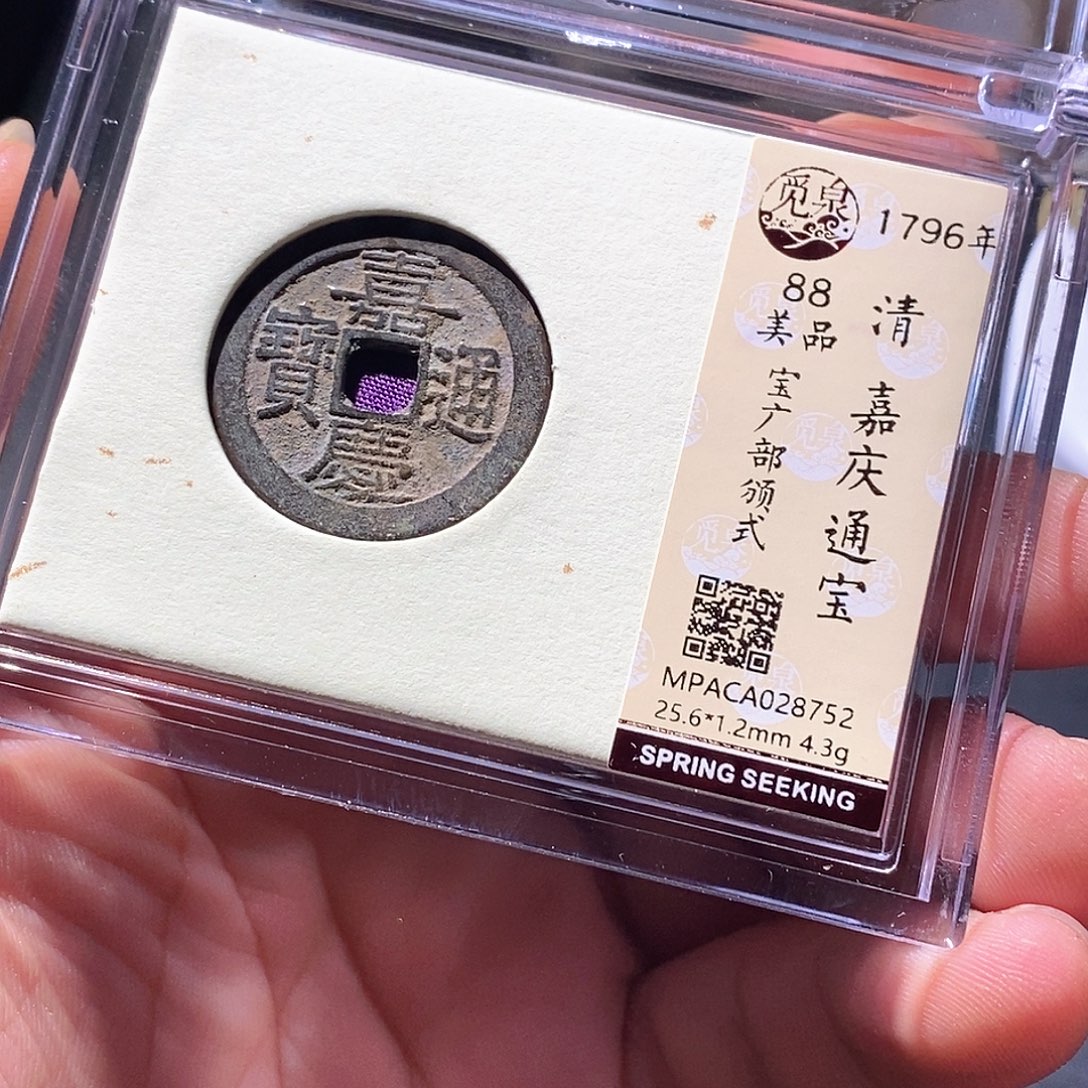 嘉慶通寶
觅泉
1796年
清 嘉庆通宝
88
美品
宝广部颁式
MPACA028752
25.6*1.2mm 4.3g
SPRING SEEKING